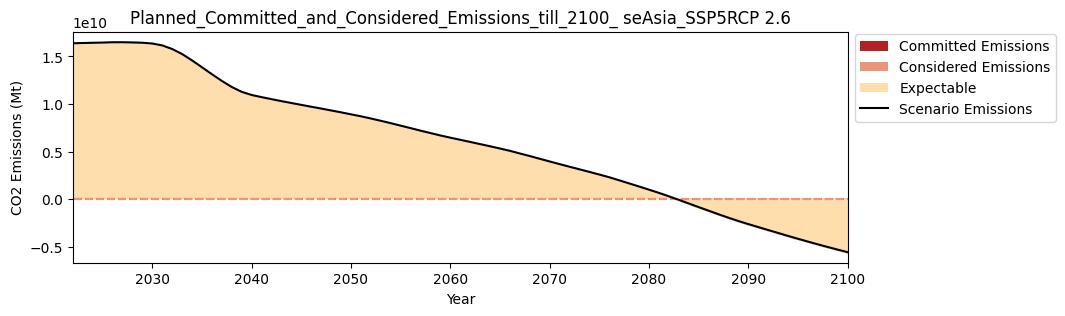 Planned_Committed_and_Considered_Emissions_till_2100_ seAsia_SSP5RCP 2.6
1e10
1.5
1.0
0.5
0.0
−0.5
CO2 Emissions (Mt)
2030 2040 2050 2060 2070 2080 2090 2100
Year
Committed Emissions
Considered Emissions
Expectable
Scenario Emissions